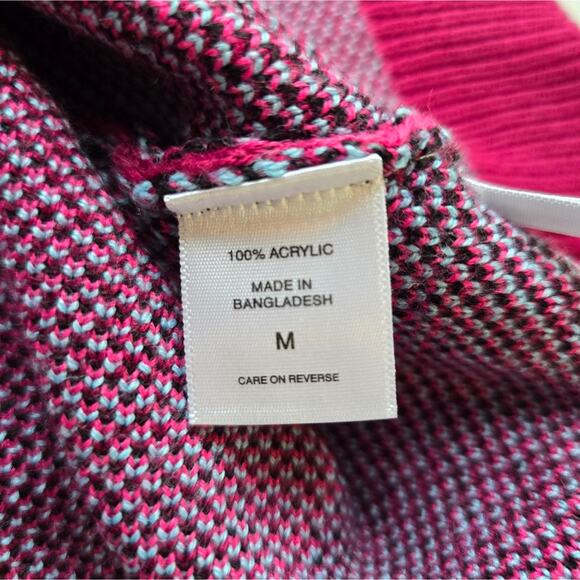 100% ACRYLIC
MADE IN
BANGLADESH
M
CARE ON REVERSE